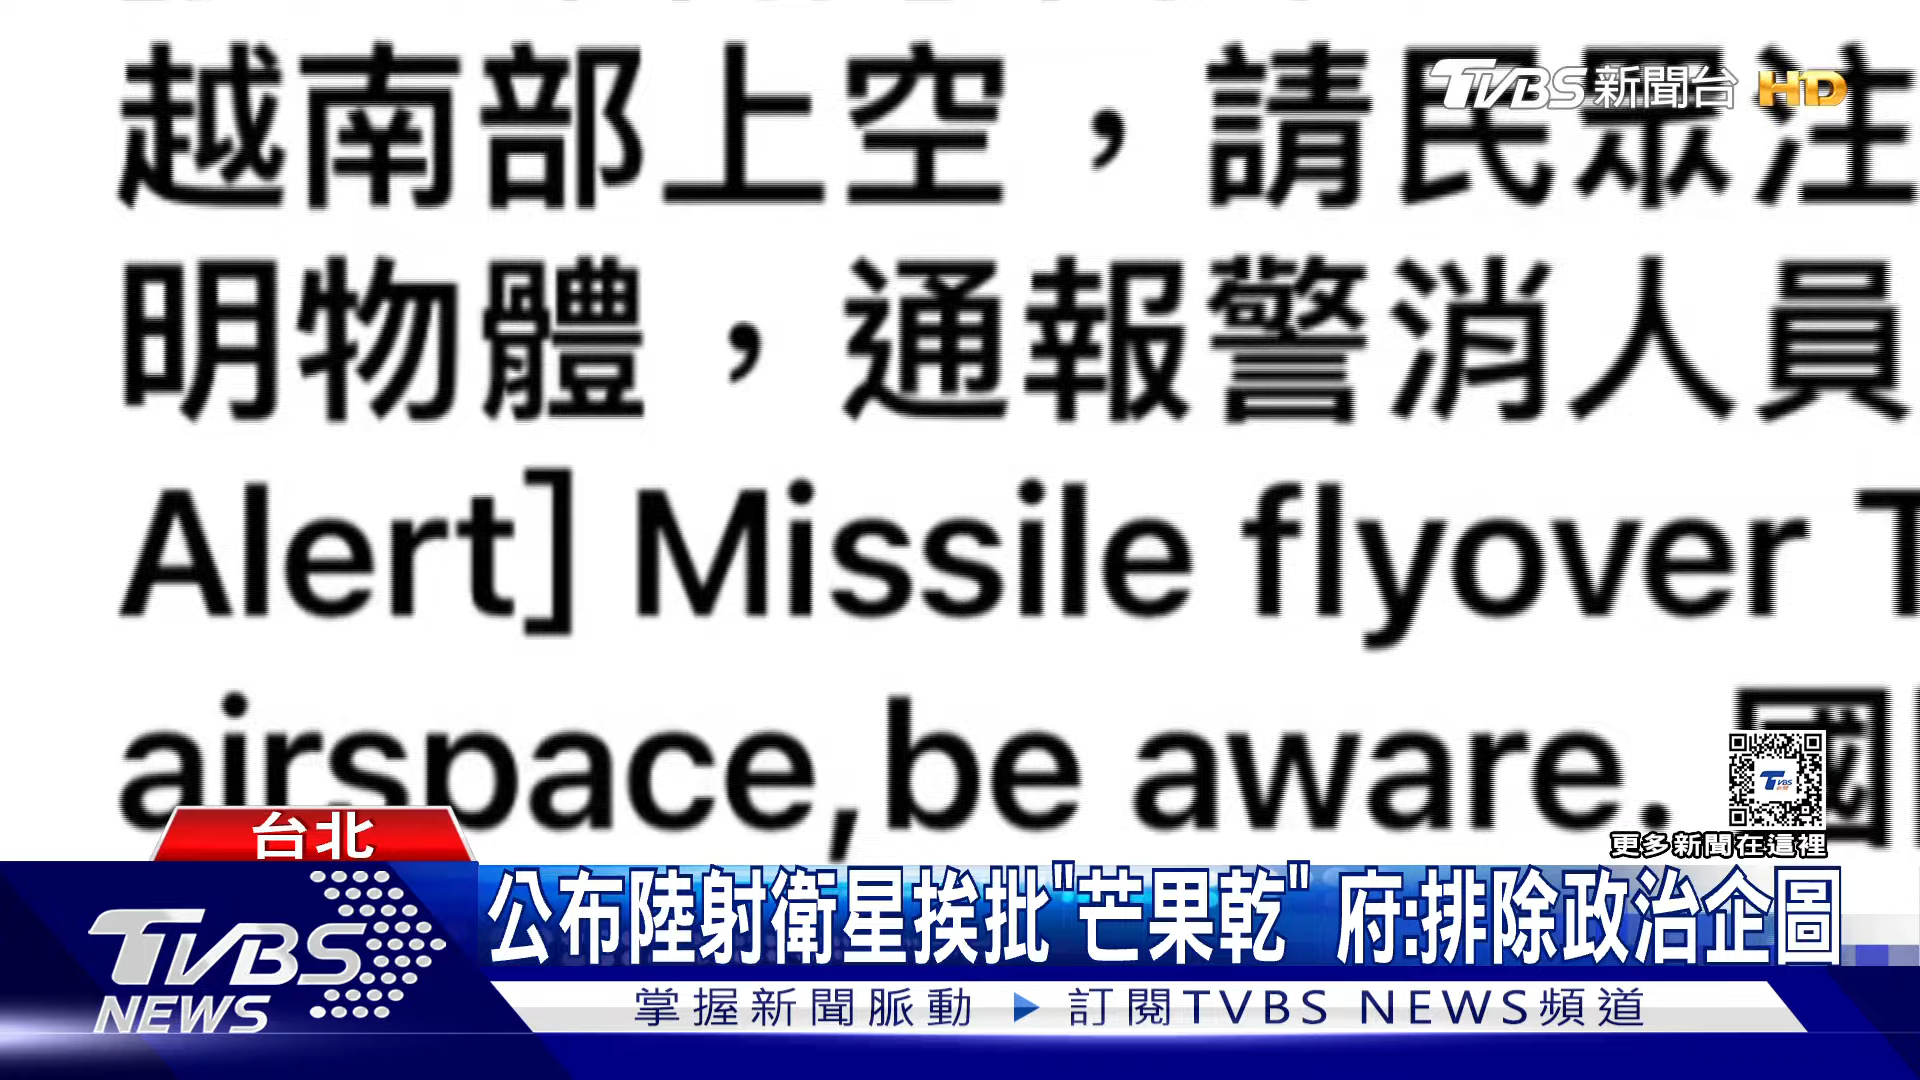 越南部上空，請民眾注
TVBS新聞台 HD
明物體，通報警消人員
Alert] Missile flyover T
airspace,be aware. 國
TVBS
更多新聞在這裡
台北
公布陸射衛星挨批"芒果乾" 府:排除政治企圖
TVBS NEWS
掌握新聞脈動 ▶ 訂閱TVBS NEWS頻道